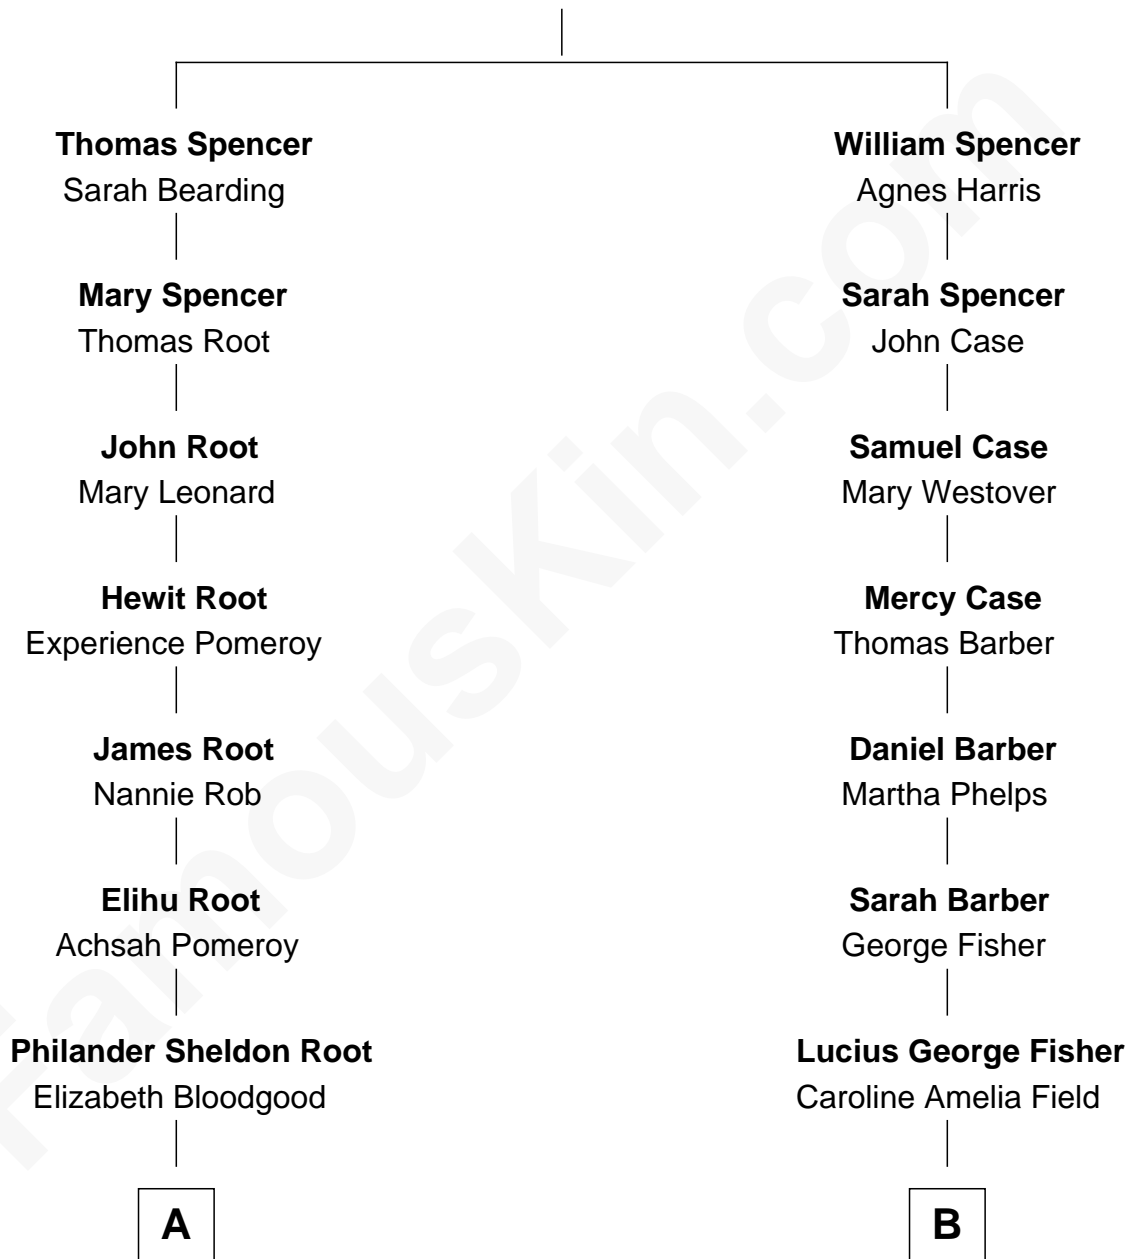 Thomas Spencer
Sarah Bearding
Mary Spencer
Thomas Root
John Root
Mary Leonard
Hewit Root
Experience Pomeroy
James Root
Nannie Rob
Elihu Root
Achsah Pomeroy
Philander Sheldon Root
Elizabeth Bloodgood
A
William Spencer
Agnes Harris
Sarah Spencer
John Case
Samuel Case
Mary Westover
Mercy Case
Thomas Barber
Daniel Barber
Martha Phelps
Sarah Barber
George Fisher
Lucius George Fisher
Caroline Amelia Field
B
FamousKin.com